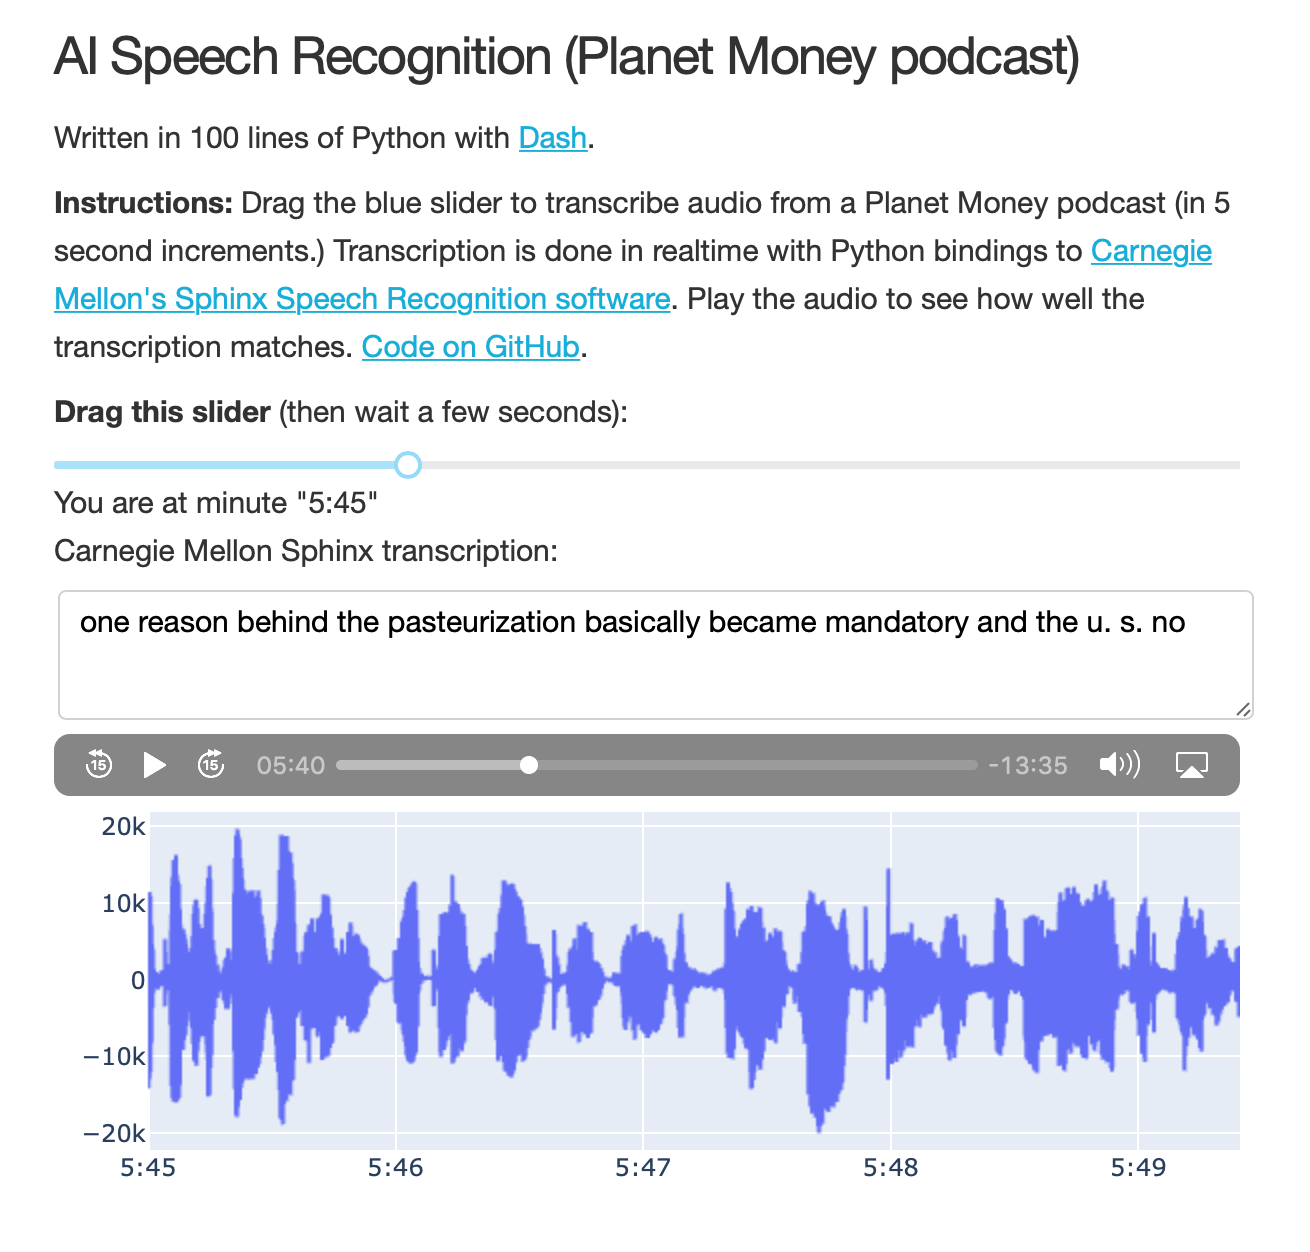 AI Speech Recognition (Planet Money podcast)
Written in 100 lines of Python with Dash.
Instructions: Drag the blue slider to transcribe audio from a Planet Money podcast (in 5
second increments.) Transcription is done in realtime with Python bindings to Carnegie
Mellon's Sphinx Speech Recognition software. Play the audio to see how well the
transcription matches. Code on GitHub.
Drag this slider (then wait a few seconds):
You are at minute "5:45"
Carnegie Mellon Sphinx transcription:
one reason behind the pasteurization basically became mandatory and the u. s. no
15 15 05:40 -13:35
20k
10k
0
−10k
−20k
5:45 5:46 5:47 5:48 5:49